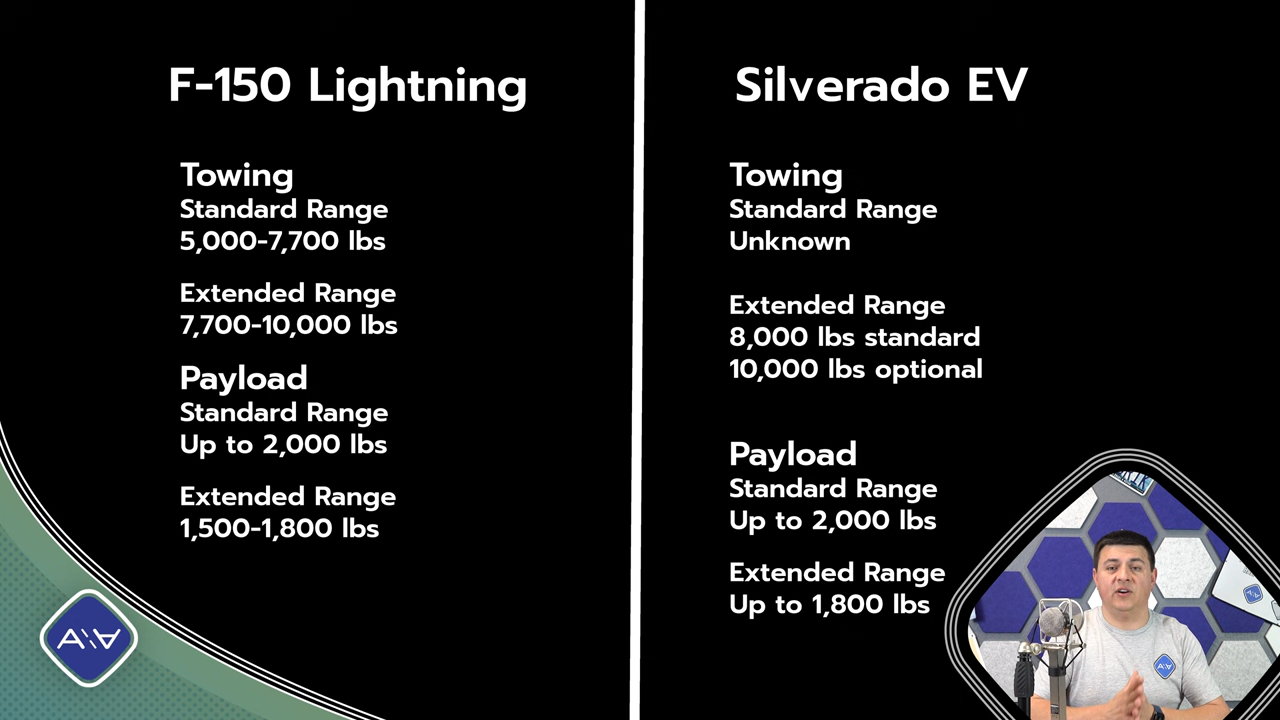 F-150 Lightning
Towing
Standard Range
5,000-7,700 lbs
Extended Range
7,700-10,000 lbs
Payload
Standard Range
Up to 2,000 lbs
Extended Range
1,500-1,800 lbs
Silverado EV
Towing
Standard Range
Unknown
Extended Range
8,000 lbs standard
10,000 lbs optional
Payload
Standard Range
Up to 2,000 lbs
Extended Range
Up to 1,800 lbs